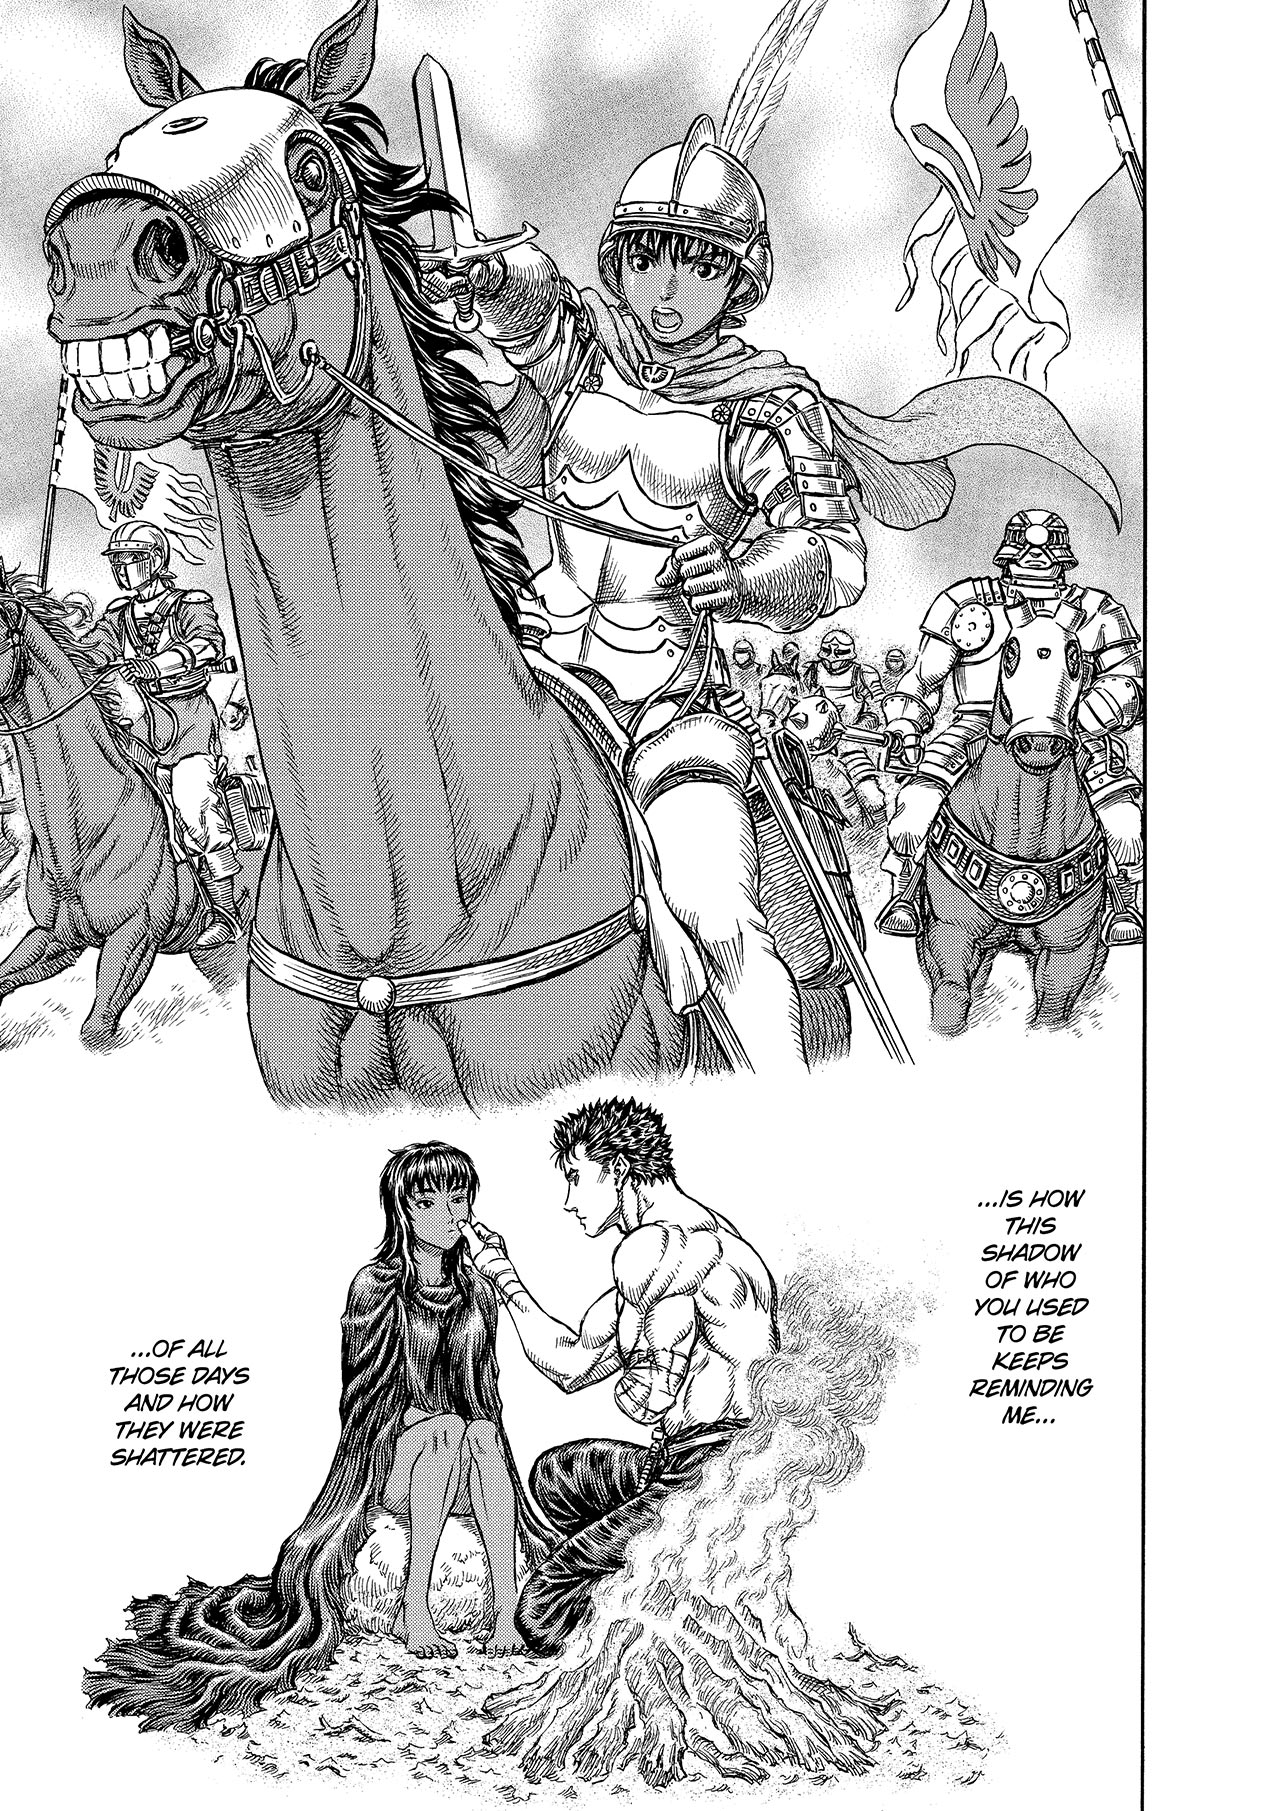 ...IS HOW
THIS
SHADOW
OF WHO
YOU USED
TO BE
KEEPS
REMINDING
ME...
...OF ALL
THOSE DAYS
AND HOW
THEY WERE
SHATTERED.